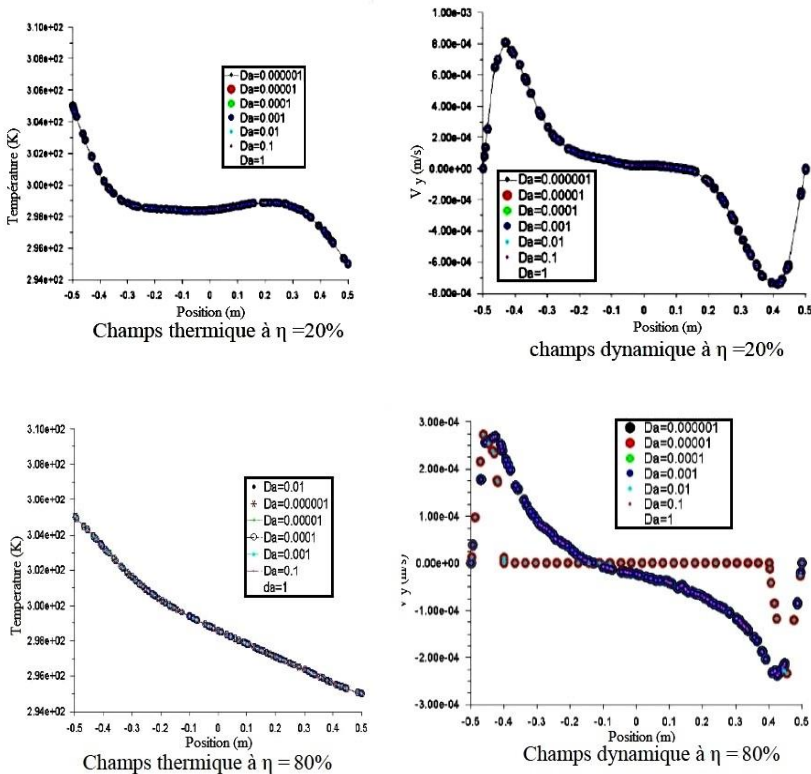 3.10e+02
3.08e+02
3.06e+02
3.04e+02
3.02e+02
3.00e+02
2.98e+02
2.96e+02
2.94e+02
Température (K)
Da=0.000001
Da=0.00001
Da=0.0001
Da=0.001
Da=0.01
Da=0.1
Da=1
-0.5 -0.4 -0.3 -0.2 -0.1 0 0.1 0.2 0.3 0.4 0.5
Position (m)
Champs thermique à η =20%
1.00e-03
8.00e-04
6.00e-04
4.00e-04
2.00e-04
0.00e+00
-2.00e-04
-4.00e-04
-6.00e-04
-8.00e-04
V y (m/s)
Da=0.000001
Da=0.00001
Da=0.0001
Da=0.001
Da=0.01
Da=0.1
Da=1
-0.5 -0.4 -0.3 -0.2 -0.1 0 0.1 0.2 0.3 0.4 0.5
Position (m)
champs dynamique à η =20%
3.10e+02
3.08e+02
3.06e+02
3.04e+02
3.02e+02
3.00e+02
2.98e+02
2.96e+02
2.94e+02
Temperature (K)
Da=0.01
Da=0.000001
Da=0.00001
Da=0.0001
Da=0.001
Da=0.1
da=1
-0.5 -0.4 -0.3 -0.2 -0.1 0 0.1 0.2 0.3 0.4 0.5
Position (m)
Champs thermique à η = 80%
3.00e-04
2.00e-04
1.00e-04
0.00e+00
-1.00e-04
-2.00e-04
-3.00e-04
V y (m/s)
Da=0.000001
Da=0.00001
Da=0.0001
Da=0.001
Da=0.01
Da=0.1
Da=1
-0.5 -0.4 -0.3 -0.2 -0.1 0 0.1 0.2 0.3 0.4 0.5
Position (m)
Champs dynamique à η = 80%